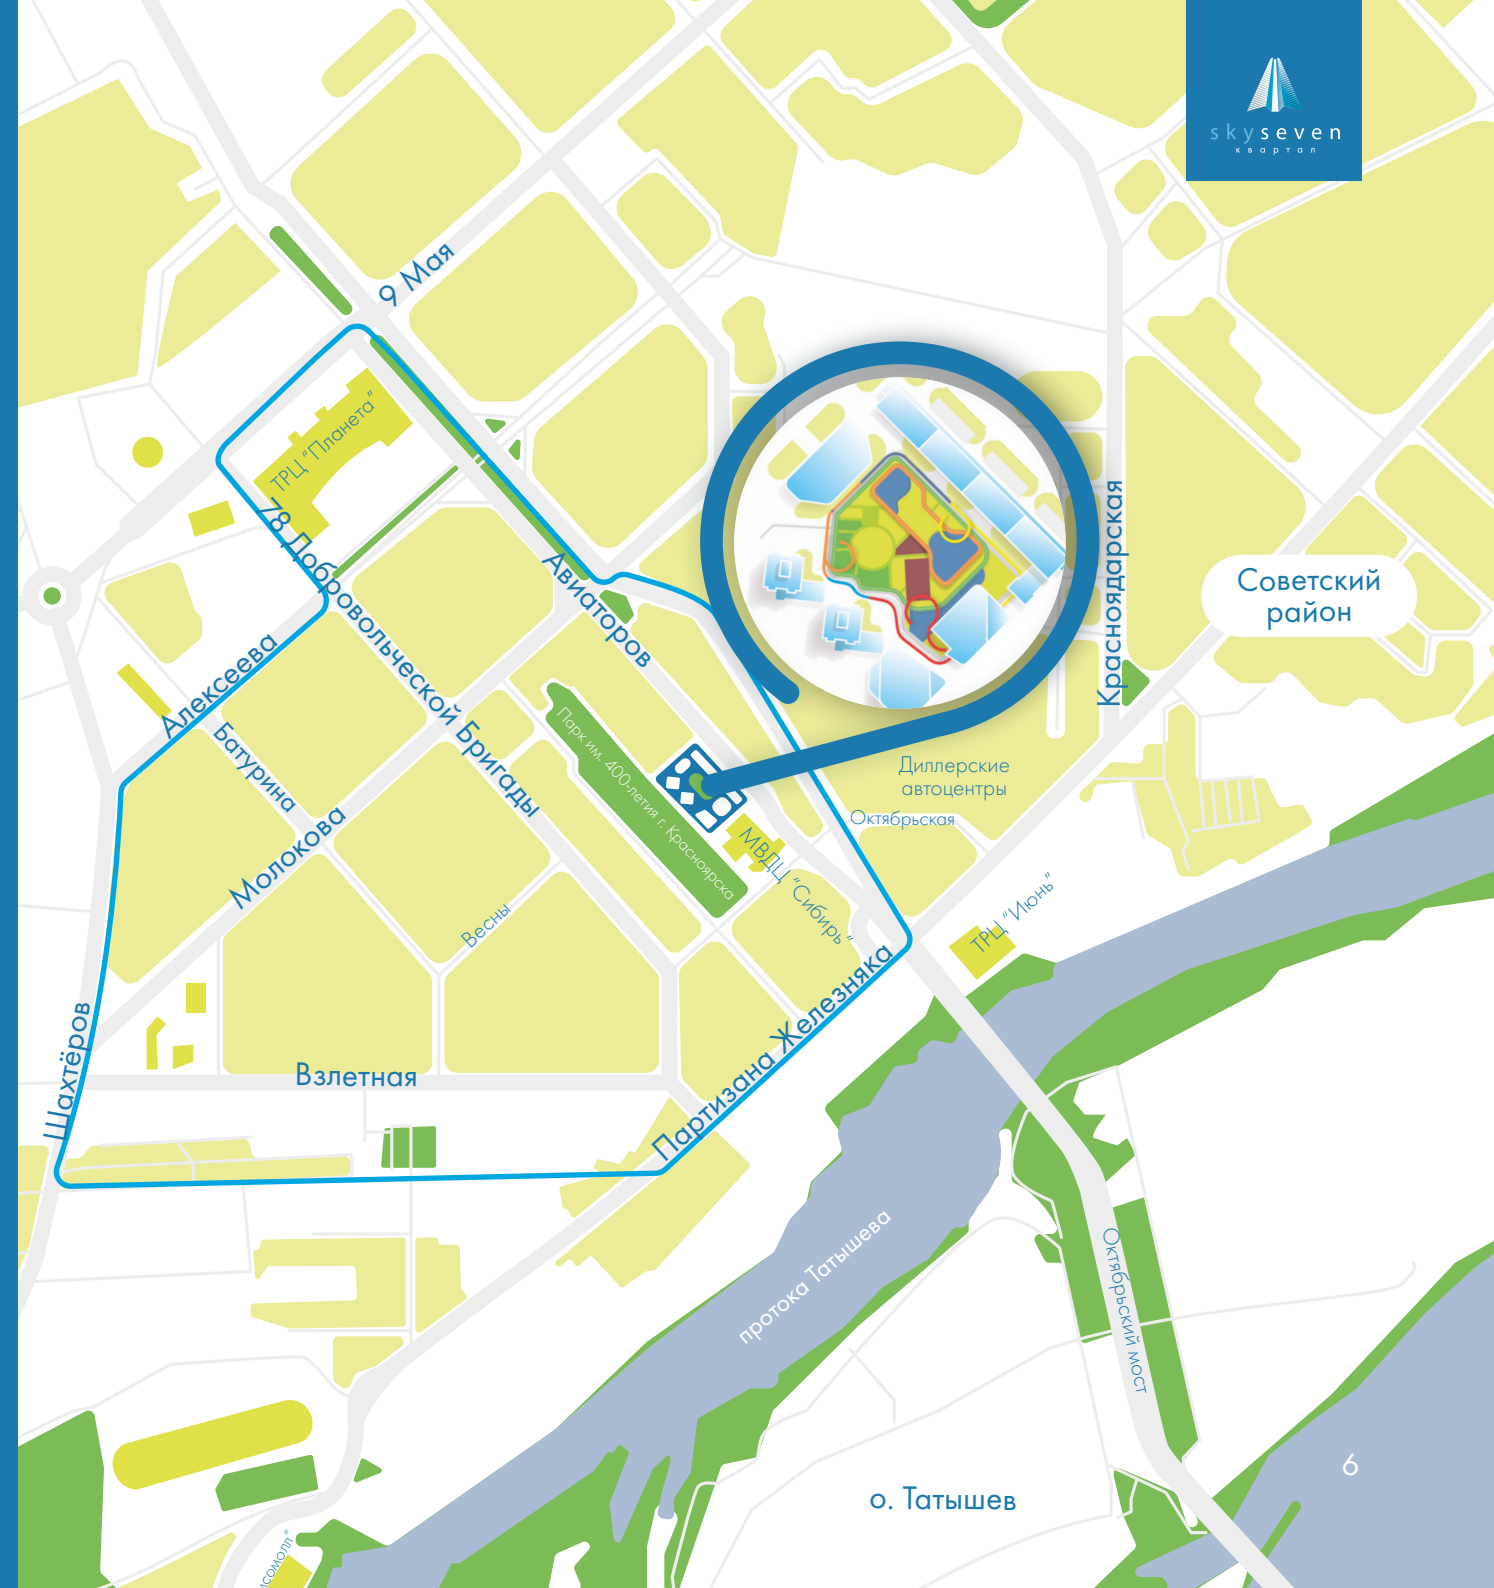 skyseven
квартал
9 Мая
ТРЦ "Планета"
78 Добровольческой Бригады
Авиаторов
Красноядарская
Советский
район
Алексеева
Батурина
Парк им. 400-летия г. Красноярска
Диллерские
автоцентры
Октябрьская
МВДЦ "Сибирь"
Молокова
Весны
ТРЦ "Июнь"
Партизана Железняка
Шахтёров
Взлетная
протока Татышева
Октябрьский мост
6
о. Татышев